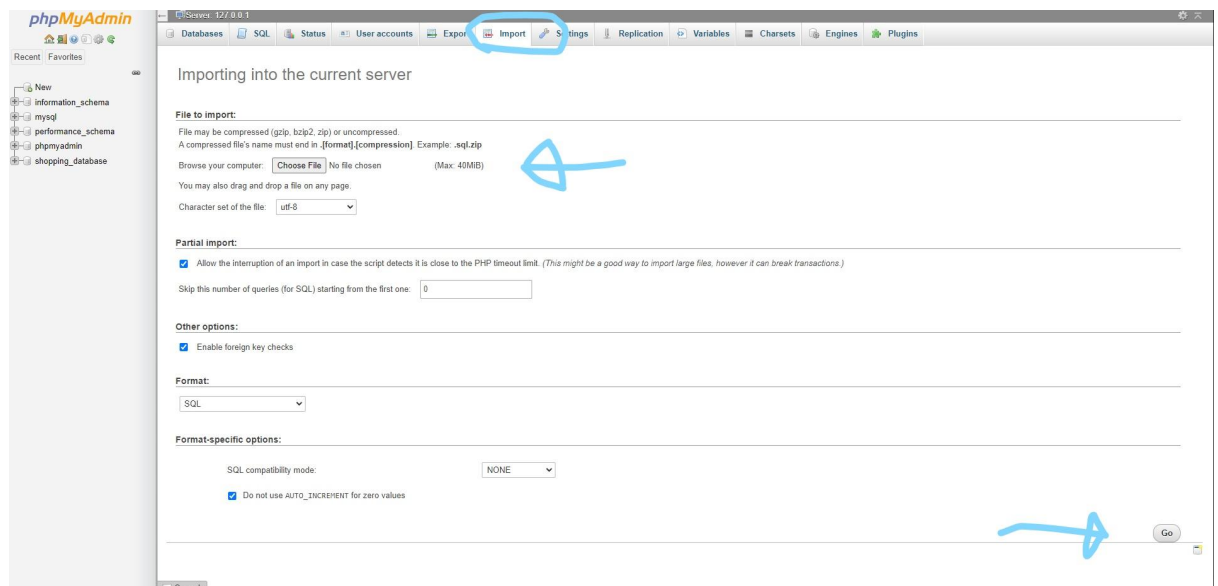 phpMyAdmin
Recent Favorites
New
information_schema
mysql
performance_schema
phpmyadmin
shopping_database
Server: 127.0.0.1
Databases SQL Status User accounts Export Import Settings Replication Variables Charsets Engines Plugins
Importing into the current server
File to import:
File may be compressed (gzip, bzip2, zip) or uncompressed.
A compressed file's name must end in .[format].[compression]. Example: .sql.zip
Browse your computer: Choose File No file chosen (Max: 40MiB)
You may also drag and drop a file on any page.
Character set of the file: utf-8
Partial import:
Allow the interruption of an import in case the script detects it is close to the PHP timeout limit. (This might be a good way to import large files, however it can break transactions.)
Skip this number of queries (for SQL) starting from the first one: 0
Other options:
Enable foreign key checks
Format:
SQL
Format-specific options:
SQL compatibility mode: NONE
Do not use AUTO_INCREMENT for zero values
Go